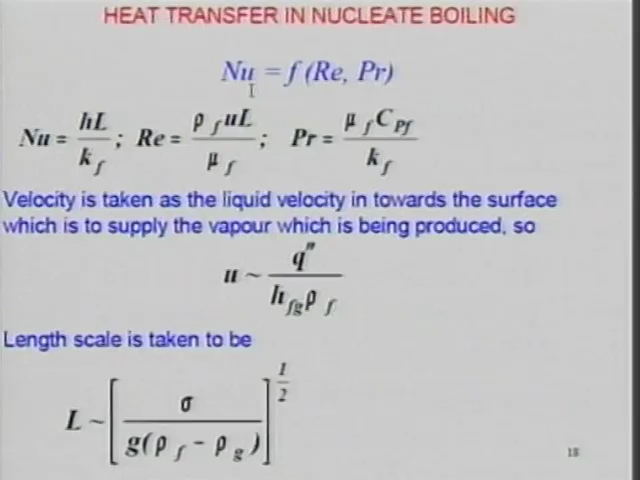 HEAT TRANSFER IN NUCLEATE BOILING
Nu = f (Re, Pr)
Nu = hL / k_f ; Re = ρ_f uL / μ_f ; Pr = μ_f C_Pf / k_f
Velocity is taken as the liquid velocity in towards the surface
which is to supply the vapour which is being produced, so
u ~ q'' / h_fg ρ_f
Length scale is taken to be
L ~ [ σ / g(ρ_f − ρ_g) ]^1/2
18